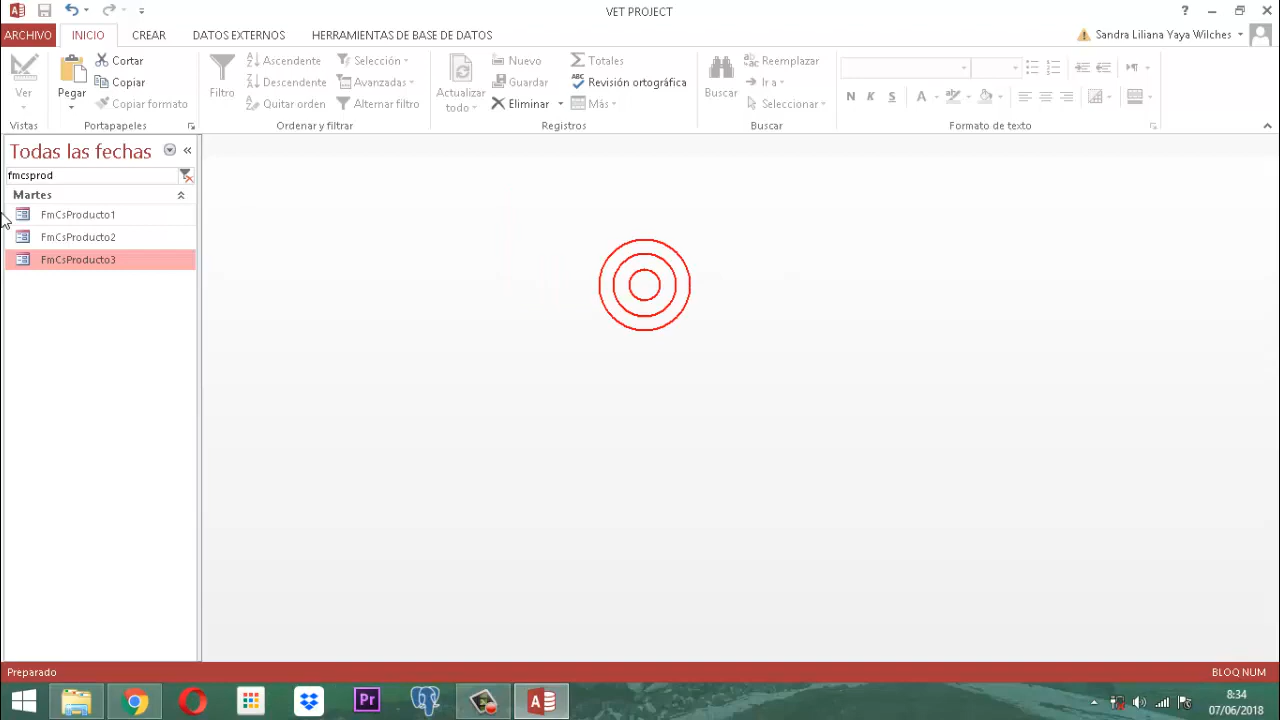 VET PROJECT
?
ARCHIVO INICIO CREAR DATOS EXTERNOS HERRAMIENTAS DE BASE DE DATOS Sandra Liliana Yaya Wilches
Ver
Vistas
Pegar
Cortar
Copiar
Copiar formato
Portapapeles
Filtro
Ascendente
Descendente
Quitar orden
Selección
Avanzadas
Ordenar y filtrar
Actualizar
todo
Nuevo
Guardar
Eliminar
Totales
Revisión ortográfica
Más
Registros
Buscar
Reemplazar
Ir a
Seleccionar
Buscar
N K S A
Formato de texto
Todas las fechas
fmcsprod
Martes
FmCsProducto1
FmCsProducto2
FmCsProducto3
Preparado
BLOQ NUM
Pr
8:34
07/06/2018